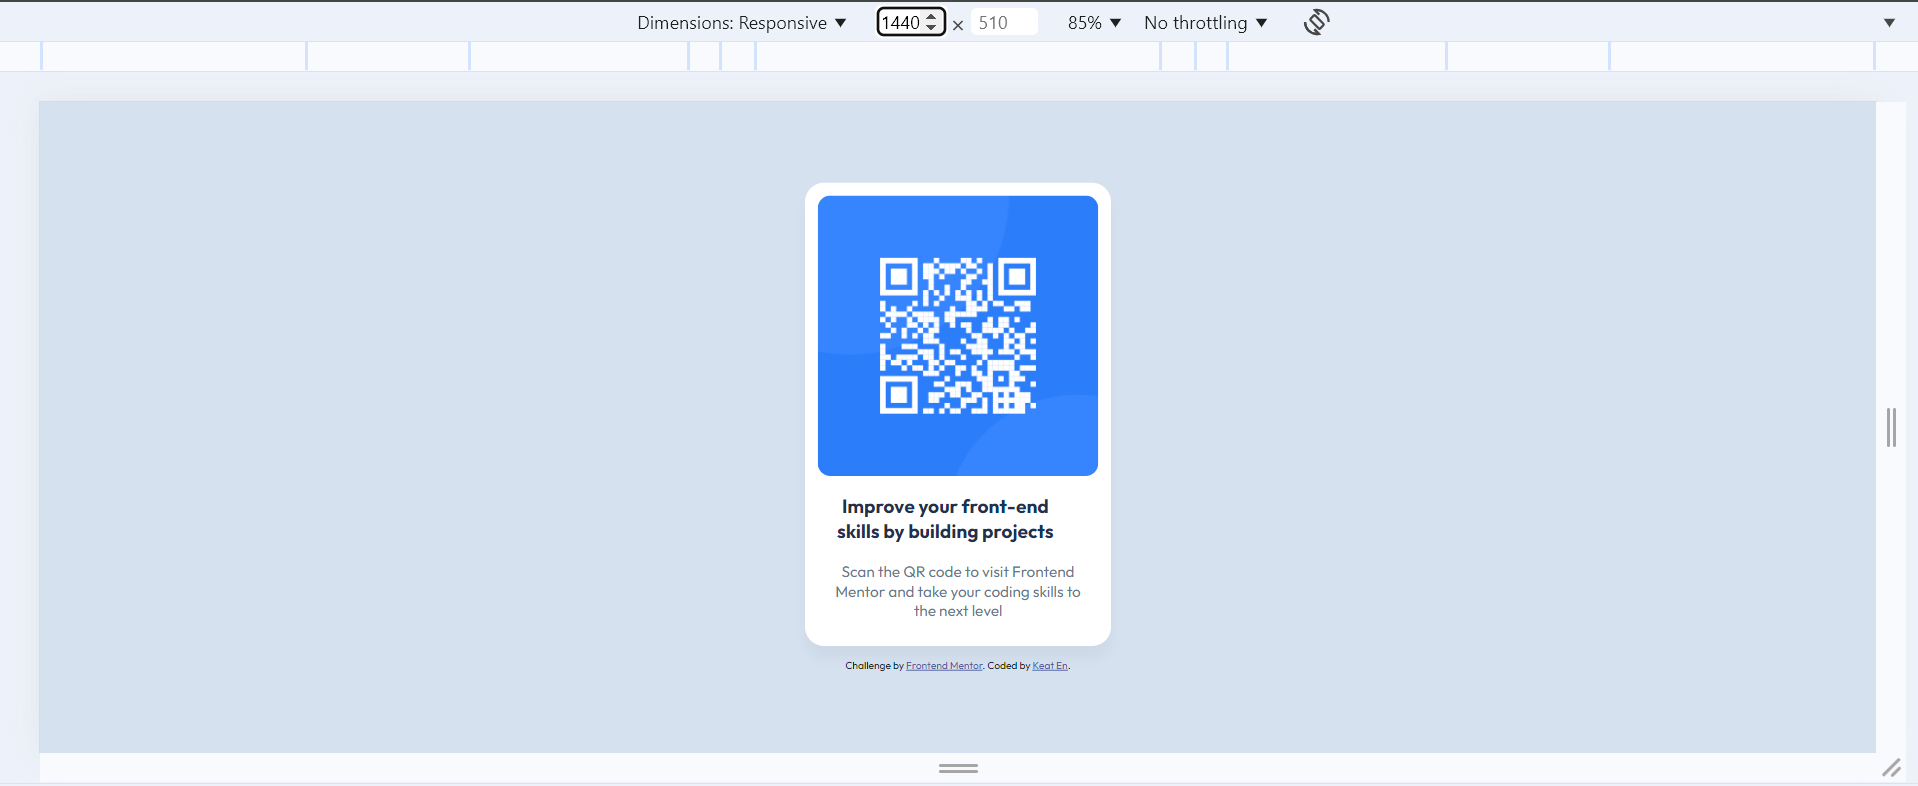 Dimensions: Responsive 1440 × 510 85% No throttling
Improve your front-end
skills by building projects
Scan the QR code to visit Frontend
Mentor and take your coding skills to
the next level
Challenge by Frontend Mentor. Coded by Keat En.